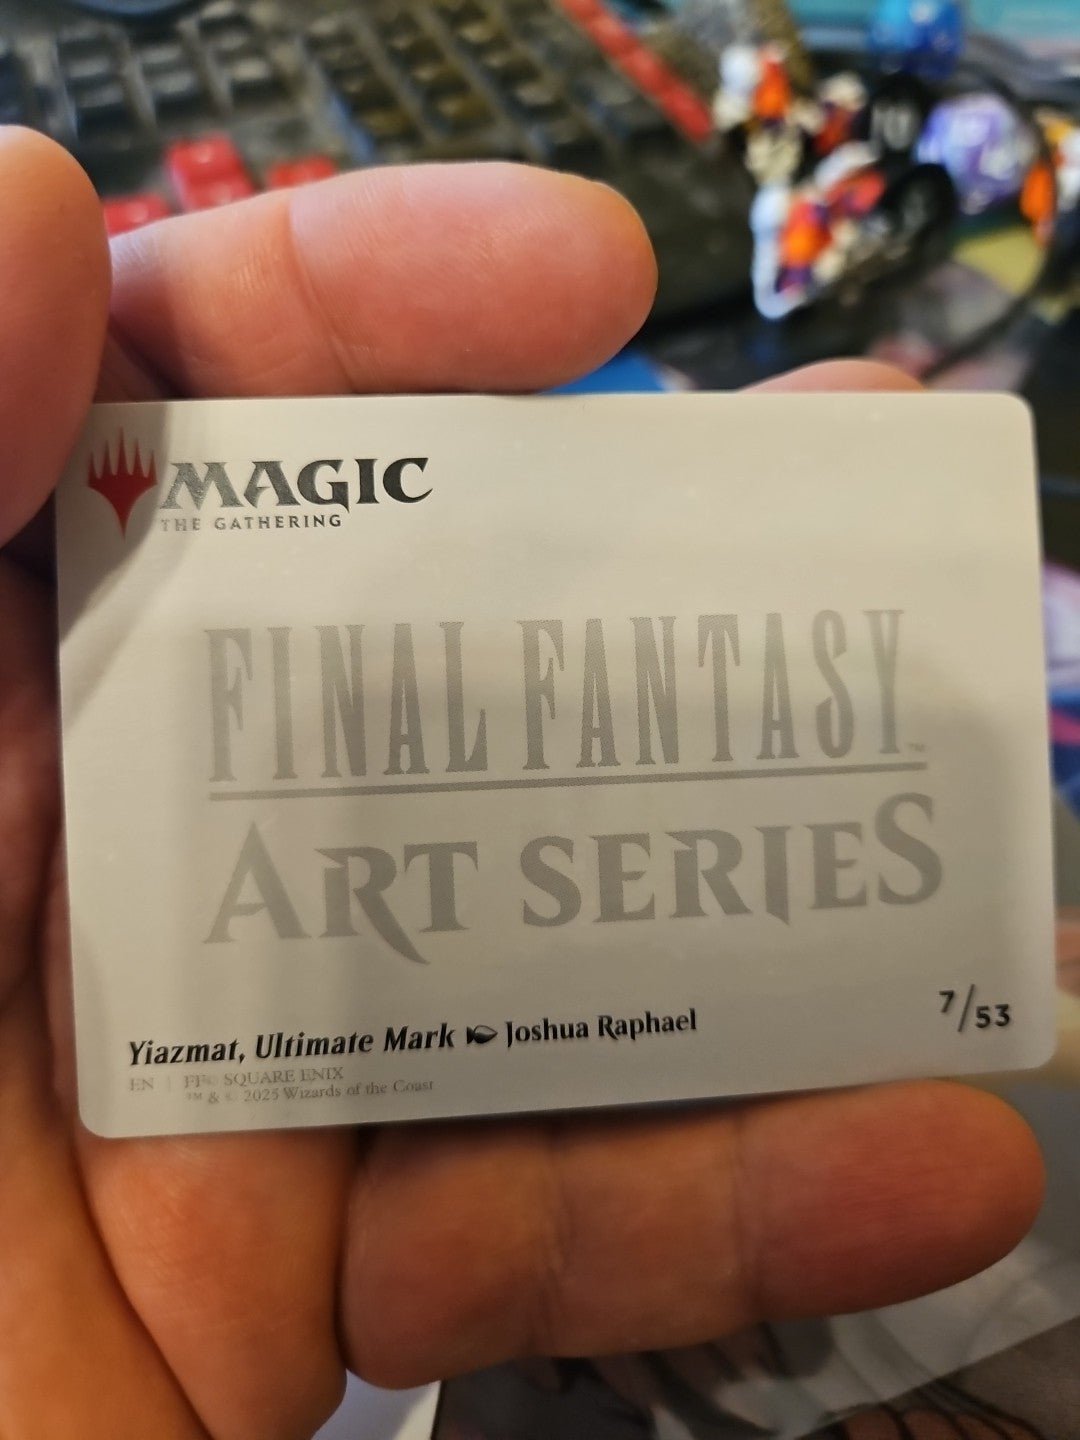 MAGIC
THE GATHERING
FINAL FANTASY™
ART SERIES
7/53
Yiazmat, Ultimate Mark Joshua Raphael
EN | FF© SQUARE ENIX
™ & © 2025 Wizards of the Coast